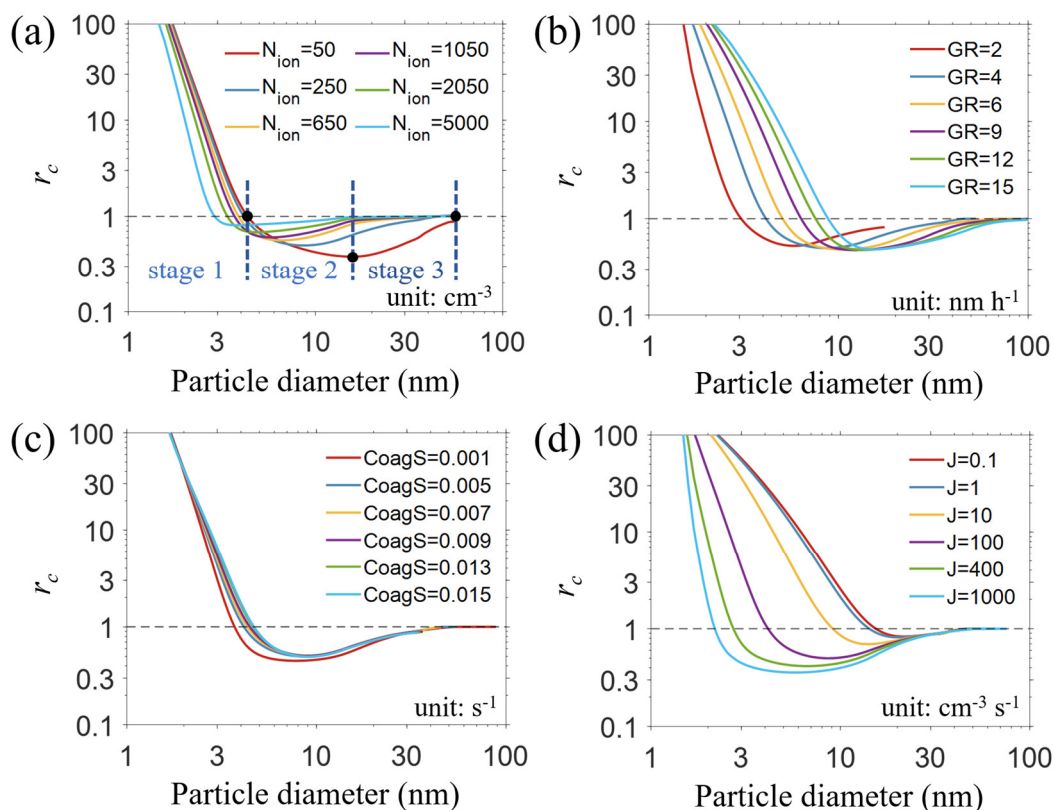 (a)
100
30
10
3
1
0.3
0.1
r_c
N_ion=50
N_ion=1050
N_ion=250
N_ion=2050
N_ion=650
N_ion=5000
stage 1
stage 2
stage 3
unit: cm⁻³
1
3
10
30
100
Particle diameter (nm)
(b)
100
30
10
3
1
0.3
0.1
r_c
GR=2
GR=4
GR=6
GR=9
GR=12
GR=15
unit: nm h⁻¹
1
3
10
30
100
Particle diameter (nm)
(c)
100
30
10
3
1
0.3
0.1
r_c
CoagS=0.001
CoagS=0.005
CoagS=0.007
CoagS=0.009
CoagS=0.013
CoagS=0.015
unit: s⁻¹
1
3
10
30
100
Particle diameter (nm)
(d)
100
30
10
3
1
0.3
0.1
r_c
J=0.1
J=1
J=10
J=100
J=400
J=1000
unit: cm⁻³ s⁻¹
1
3
10
30
100
Particle diameter (nm)